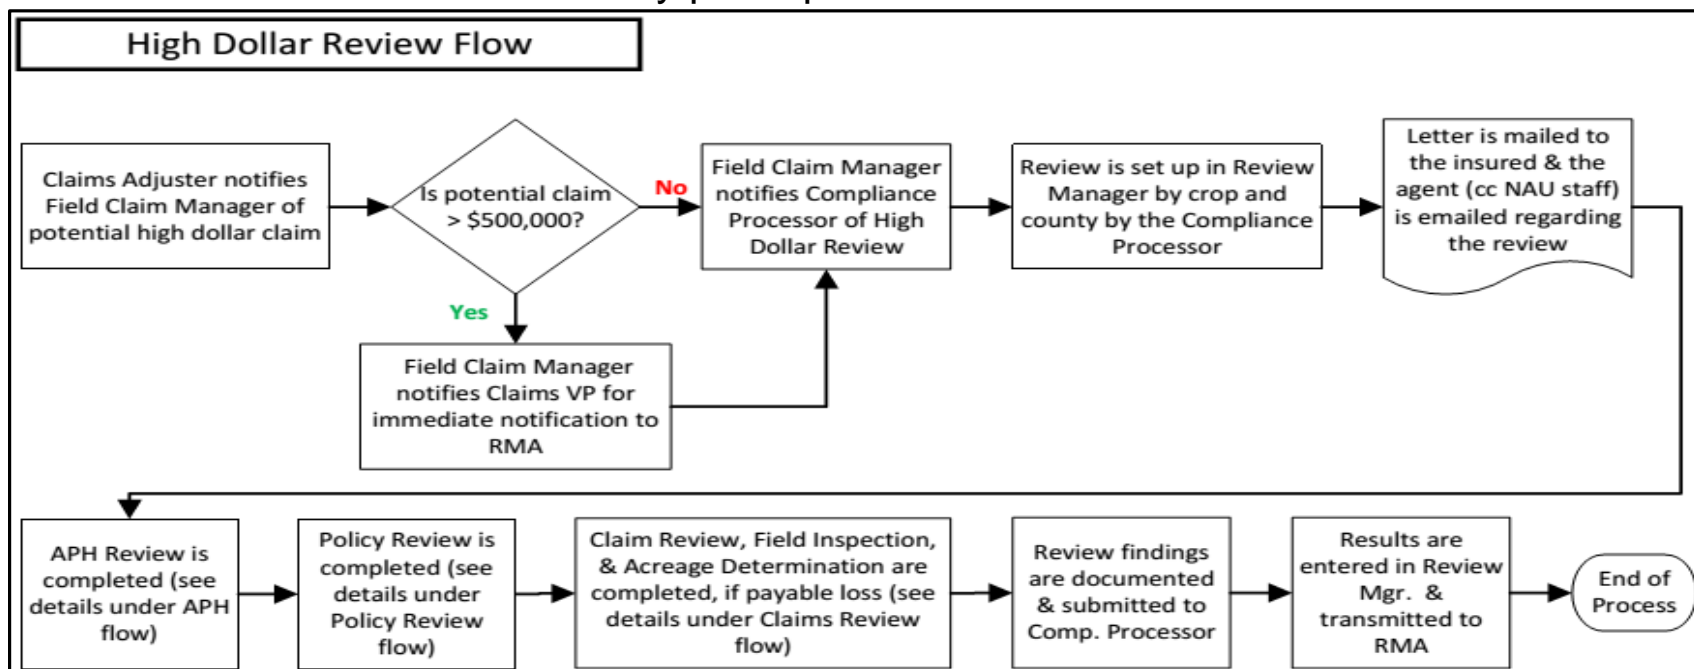 High Dollar Review Flow
Claims Adjuster notifies
Field Claim Manager of
potential high dollar claim
Is potential claim
> $500,000?
No
Yes
Field Claim Manager
notifies Claims VP for
immediate notification to
RMA
Field Claim Manager
notifies Compliance
Processor of High
Dollar Review
Review is set up in Review
Manager by crop and
county by the Compliance
Processor
Letter is mailed to
the insured & the
agent (cc NAU staff)
is emailed regarding
the review
APH Review is
completed (see
details under APH
flow)
Policy Review is
completed (see
details under
Policy Review
flow)
Claim Review, Field Inspection,
& Acreage Determination are
completed, if payable loss (see
details under Claims Review
flow)
Review findings
are documented
& submitted to
Comp. Processor
Results are
entered in Review
Mgr. &
transmitted to
RMA
End of
Process